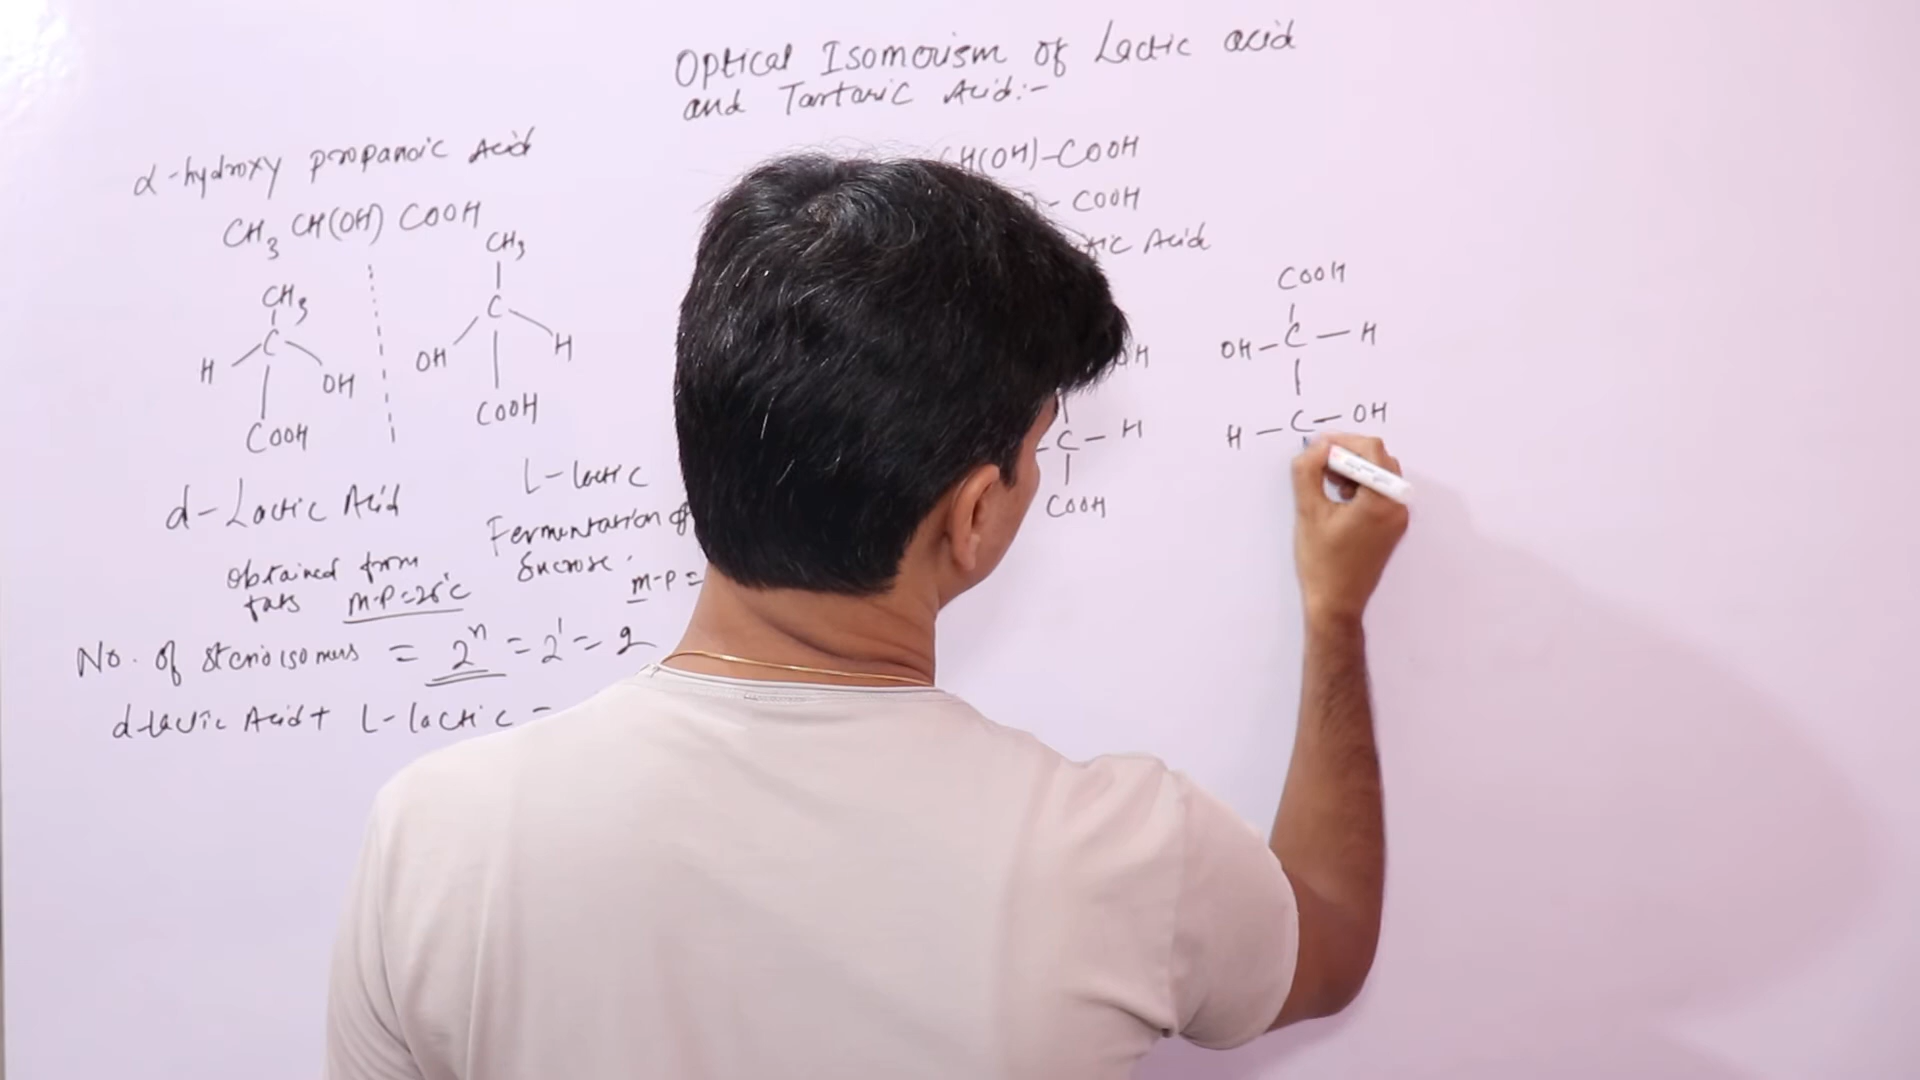 Optical Isomerism of Lactic acid
and Tartaric Acid:-
α-hydroxy propanoic Acid
CH3 CH(OH) COOH
CH3
C
H
OH
COOH
CH3
C
OH
H
COOH
d-Lactic Acid
L-lactic
obtained from
m.p=26°C
Fermentation of
Sucrose.
m-p=
No. of Sterioisomers = 2^n = 2^1 = 2
d-lactic Acid + L-lactic =
CH(OH)-COOH
- COOH
Acid
OH
- C - H
COOH
COOH
OH - C - H
H - C - OH